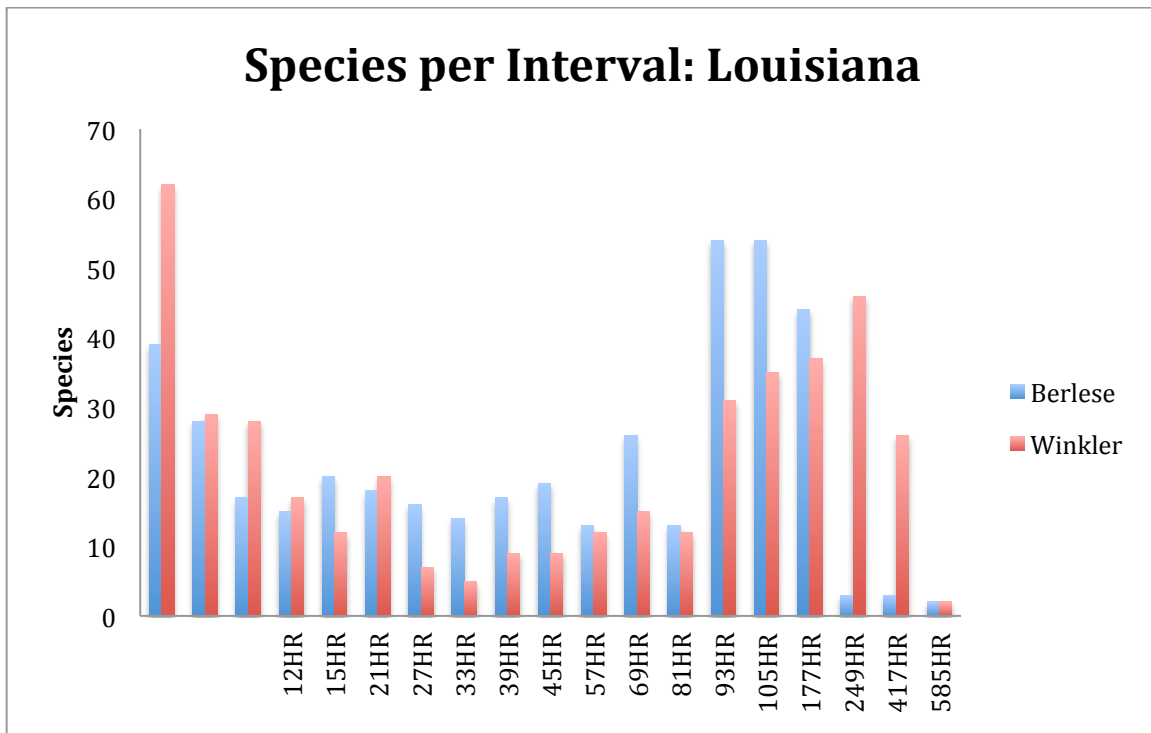 Species per Interval: Louisiana
70
60
50
40
30
20
10
0
Species
12HR
15HR
21HR
27HR
33HR
39HR
45HR
57HR
69HR
81HR
93HR
105HR
177HR
249HR
417HR
585HR
Berlese
Winkler